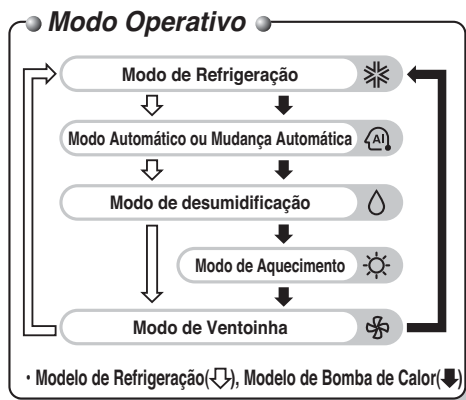 Modo Operativo
Modo de Refrigeração
Modo Automático ou Mudança Automática
AI
Modo de desumidificação
Modo de Aquecimento
Modo de Ventoinha
· Modelo de Refrigeração(⇩), Modelo de Bomba de Calor(⬇)